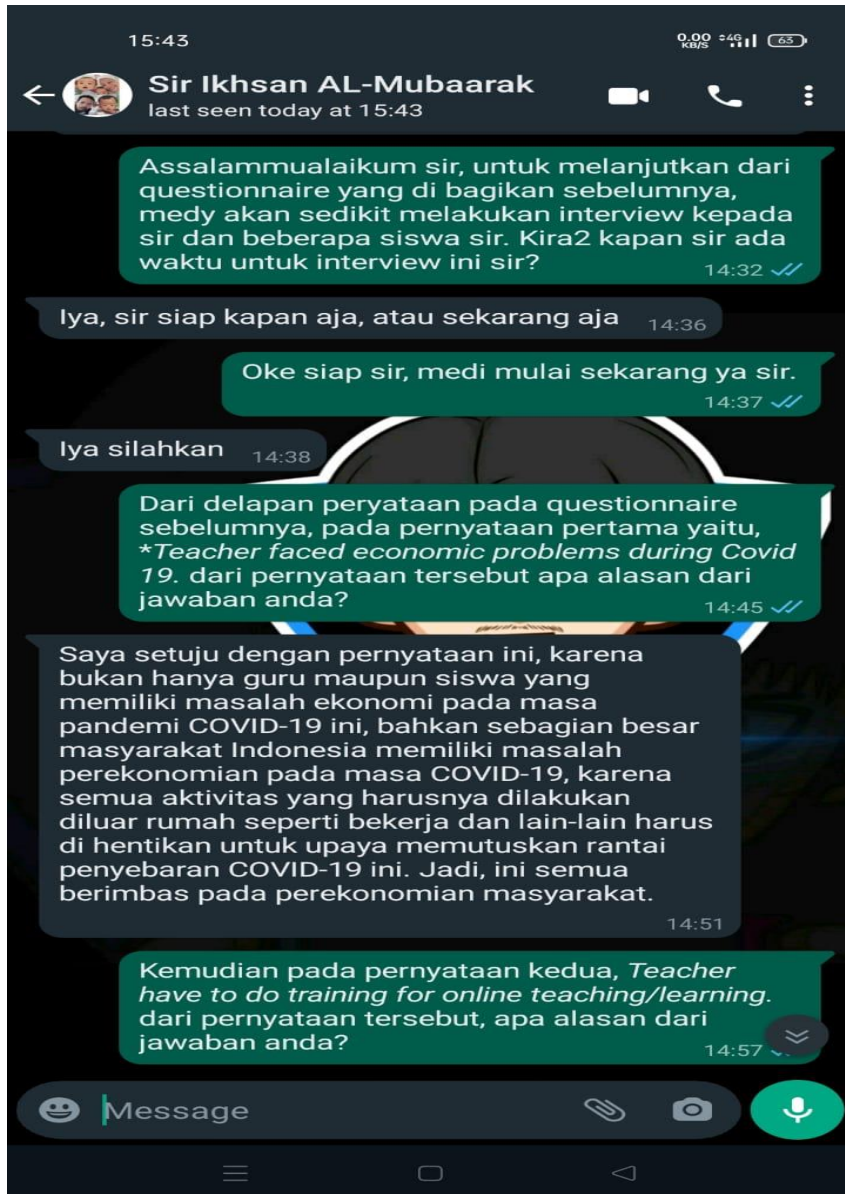 15:43
0.00 KB/S 4G 63
Sir Ikhsan AL-Mubaarak
last seen today at 15:43
Assalammualaikum sir, untuk melanjutkan dari
questionnaire yang di bagikan sebelumnya,
medy akan sedikit melakukan interview kepada
sir dan beberapa siswa sir. Kira2 kapan sir ada
waktu untuk interview ini sir?
14:32
Iya, sir siap kapan aja, atau sekarang aja 14:36
Oke siap sir, medi mulai sekarang ya sir.
14:37
Iya silahkan 14:38
Dari delapan peryataan pada questionnaire
sebelumnya, pada pernyataan pertama yaitu,
*Teacher faced economic problems during Covid
19. dari pernyataan tersebut apa alasan dari
jawaban anda?
14:45
Saya setuju dengan pernyataan ini, karena
bukan hanya guru maupun siswa yang
memiliki masalah ekonomi pada masa
pandemi COVID-19 ini, bahkan sebagian besar
masyarakat Indonesia memiliki masalah
perekonomian pada masa COVID-19, karena
semua aktivitas yang harusnya dilakukan
diluar rumah seperti bekerja dan lain-lain harus
di hentikan untuk upaya memutuskan rantai
penyebaran COVID-19 ini. Jadi, ini semua
berimbas pada perekonomian masyarakat.
14:51
Kemudian pada pernyataan kedua, Teacher
have to do training for online teaching/learning.
dari pernyataan tersebut, apa alasan dari
jawaban anda?
14:57
Message